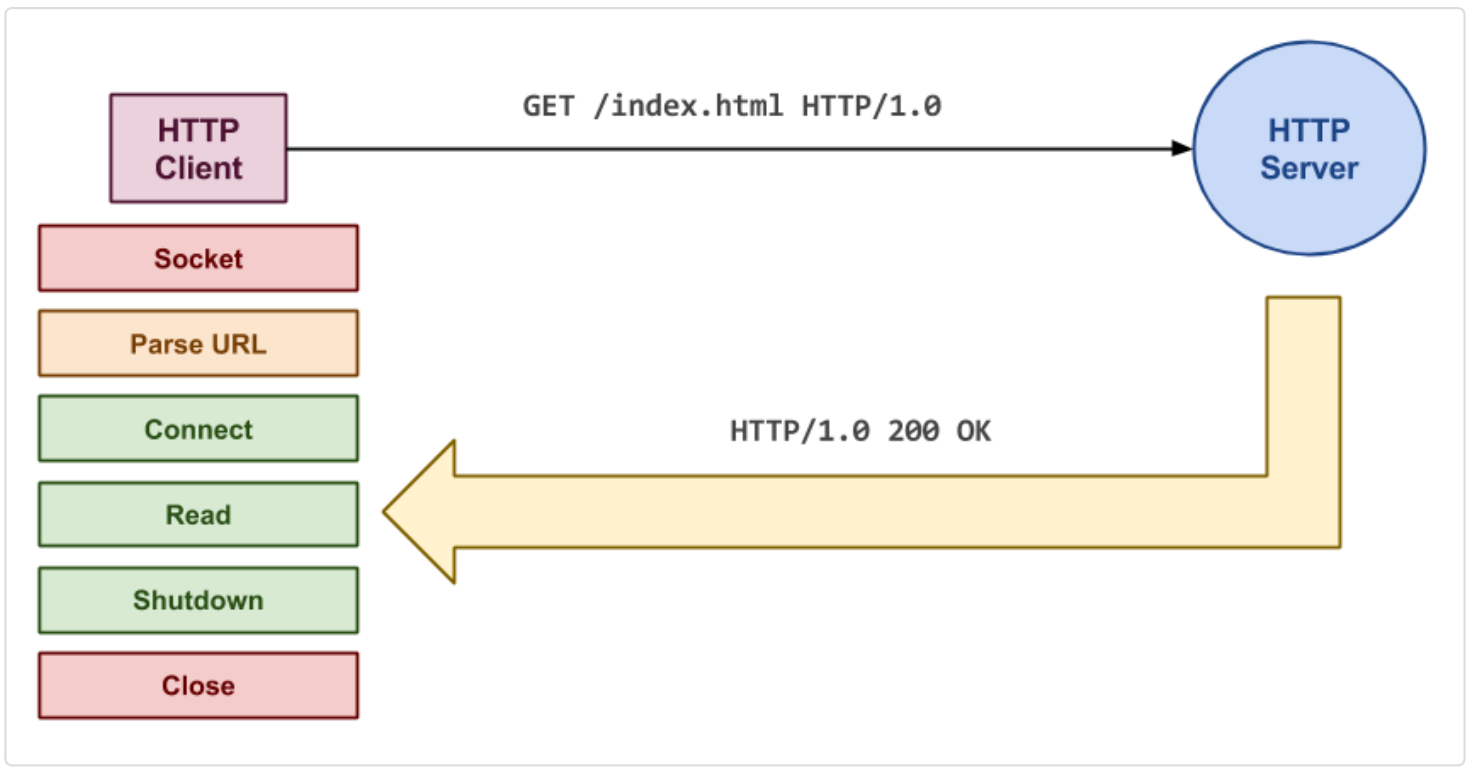 GET /index.html HTTP/1.0
HTTP
Client
HTTP
Server
Socket
Parse URL
Connect
HTTP/1.0 200 OK
Read
Shutdown
Close